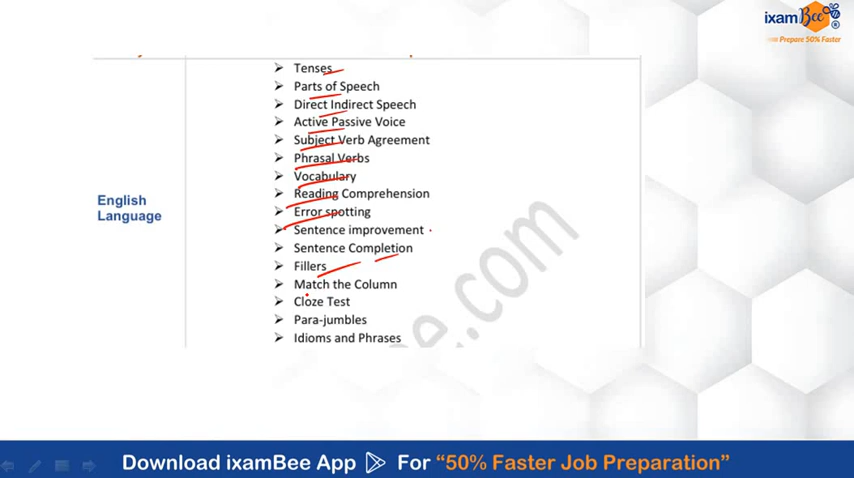 ixamBee
Prepare 50% Faster
Tenses
Parts of Speech
Direct Indirect Speech
Active Passive Voice
Subject Verb Agreement
Phrasal Verbs
Vocabulary
Reading Comprehension
Error spotting
Sentence improvement
Sentence Completion
Fillers
Match the Column
Cloze Test
Para-jumbles
Idioms and Phrases
English
Language
e.com
Download ixamBee App For “50% Faster Job Preparation”